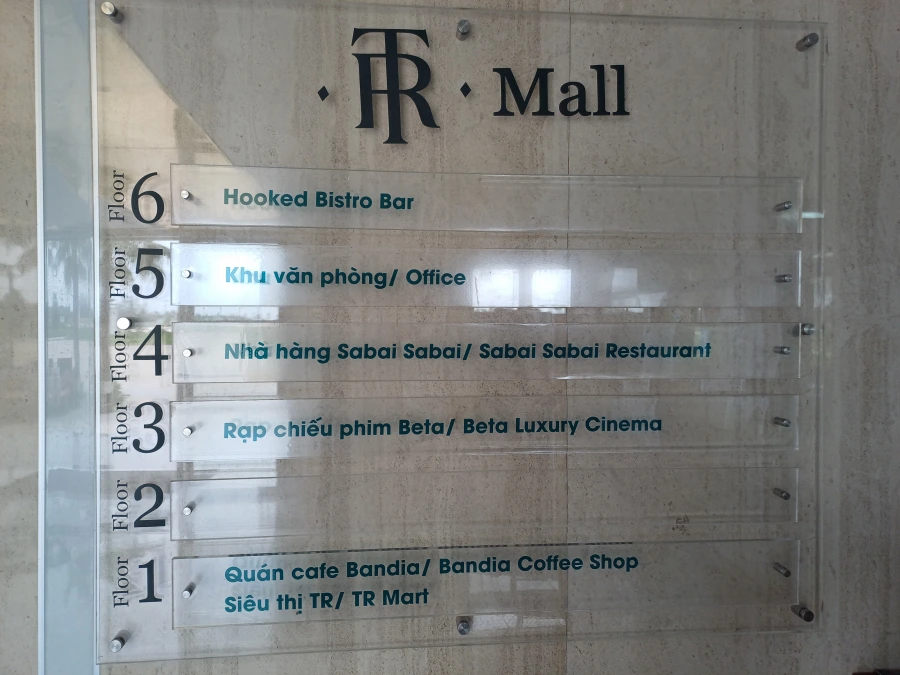 TR Mall
Floor 6 Hooked Bistro Bar
Floor 5 Khu văn phòng/ Office
Floor 4 Nhà hàng Sabai Sabai/ Sabai Sabai Restaurant
Floor 3 Rạp chiếu phim Beta/ Beta Luxury Cinema
Floor 2
Floor 1 Quán cafe Bandia/ Bandia Coffee Shop
Siêu thị TR/ TR Mart